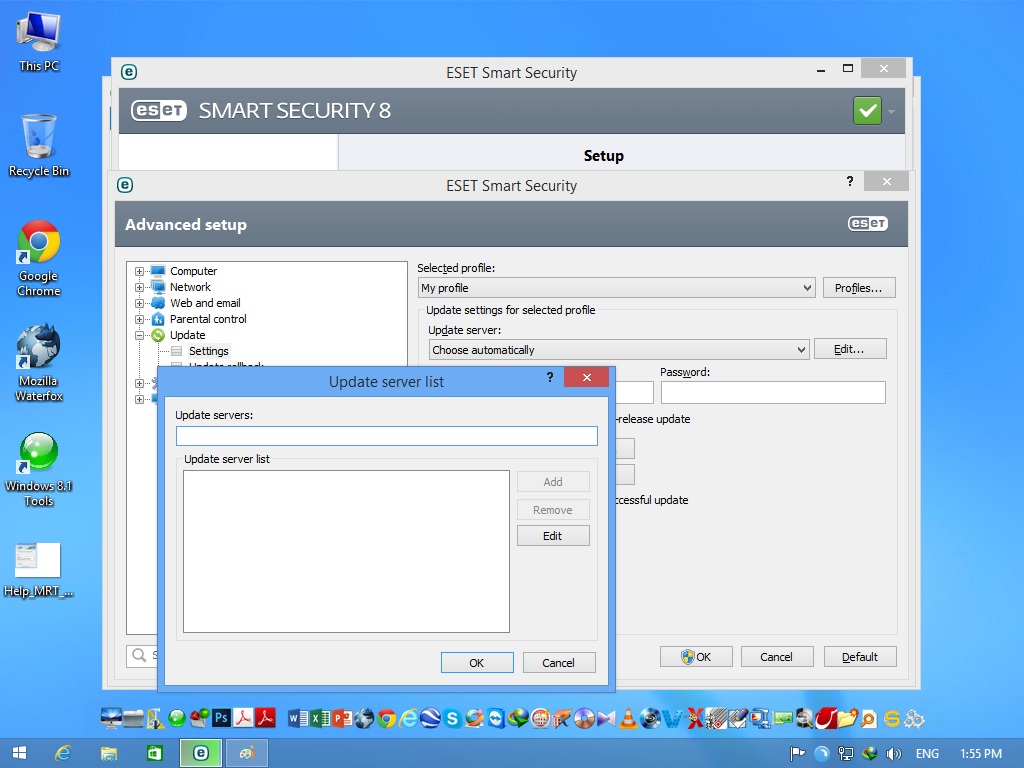 This PC
Recycle Bin
Google
Chrome
Mozilla
Waterfox
Windows 8.1
Tools
Help_MRT_...
ESET Smart Security
eseT SMART SECURITY 8
Setup
ESET Smart Security
?
Advanced setup
eseT
Computer
Network
Web and email
Parental control
Update
Settings
Selected profile:
My profile
Profiles...
Update settings for selected profile
Update server:
Choose automatically
Edit...
Password:
-release update
ccessful update
OK
Cancel
Default
Update server list
?
Update servers:
Update server list
Add
Remove
Edit
OK
Cancel
ENG
1:55 PM